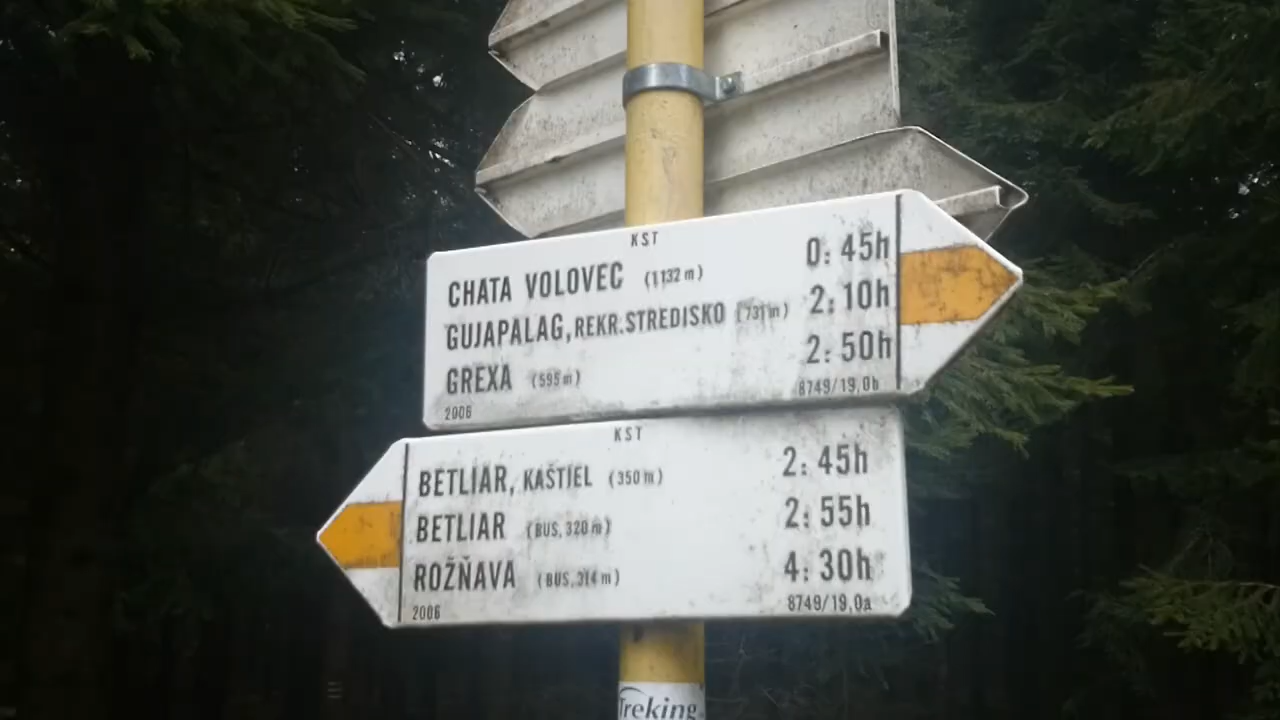 KST
CHATA VOLOVEC (1132 m) 0:45h
GUJAPALAG, REKR. STREDISKO (731m) 2:10h
GREXA (595 m) 2:50h
2006 8749/19,0b
KST
BETLIAR, KAŠTIEL (350 m) 2:45h
BETLIAR (BUS, 320 m) 2:55h
ROŽŇAVA (BUS, 314 m) 4:30h
2006 8749/19,0a
Treking